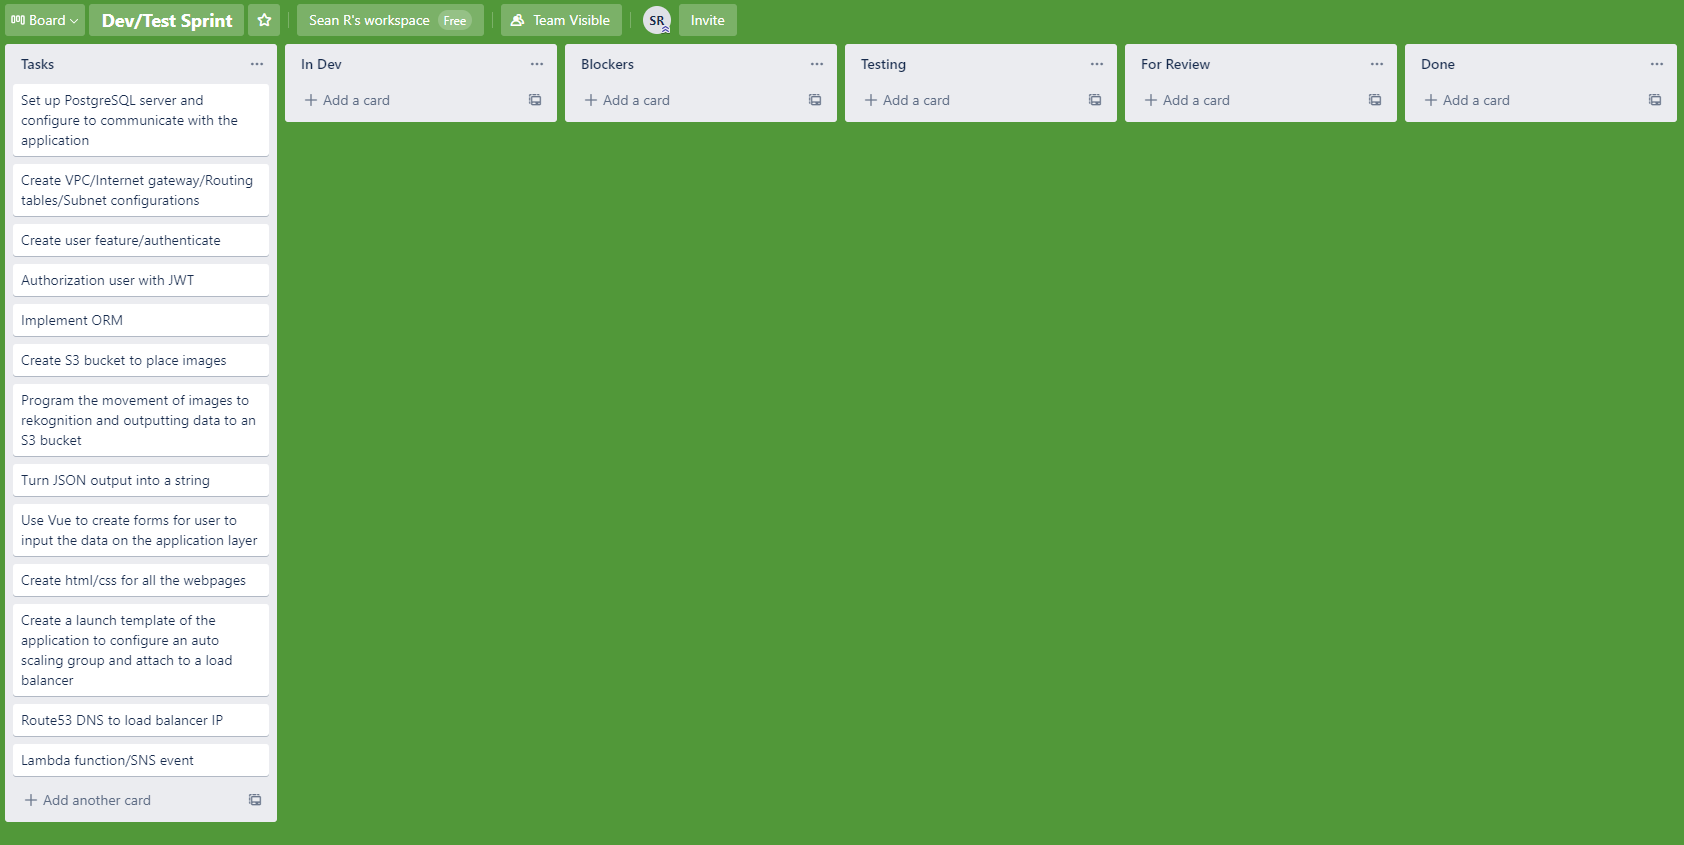 Board
Dev/Test Sprint
Sean R's workspace Free
Team Visible
SR
Invite
Tasks
Set up PostgreSQL server and
configure to communicate with the
application
Create VPC/Internet gateway/Routing
tables/Subnet configurations
Create user feature/authenticate
Authorization user with JWT
Implement ORM
Create S3 bucket to place images
Program the movement of images to
rekognition and outputting data to an
S3 bucket
Turn JSON output into a string
Use Vue to create forms for user to
input the data on the application layer
Create html/css for all the webpages
Create a launch template of the
application to configure an auto
scaling group and attach to a load
balancer
Route53 DNS to load balancer IP
Lambda function/SNS event
Add another card
In Dev
Add a card
Blockers
Add a card
Testing
Add a card
For Review
Add a card
Done
Add a card